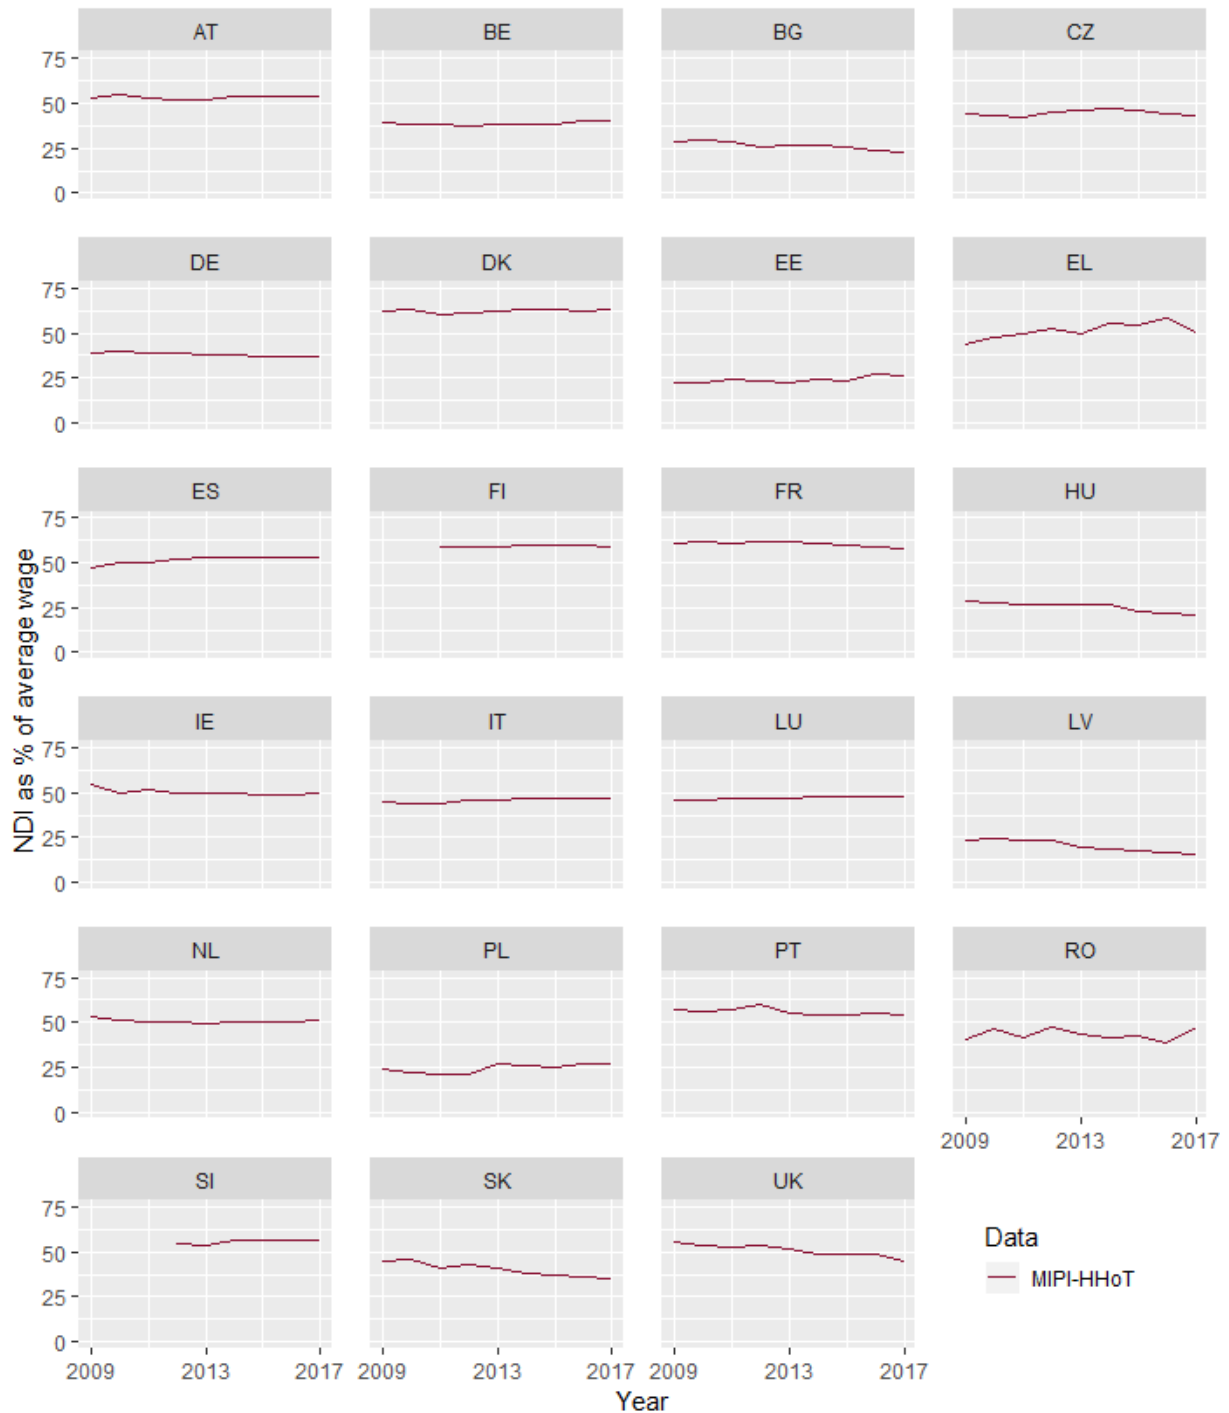 AT BE BG CZ
75
50
25
0
DE DK EE EL
75
50
25
0
ES FI FR HU
75
50
25
0
NDI as % of average wage
IE IT LU LV
75
50
25
0
NL PL PT RO
75
50
25
0
2009 2013 2017
SI SK UK
75
50
25
0
2009 2013 2017 2009 2013 2017 2009 2013 2017
Year
Data
MIPI-HHoT